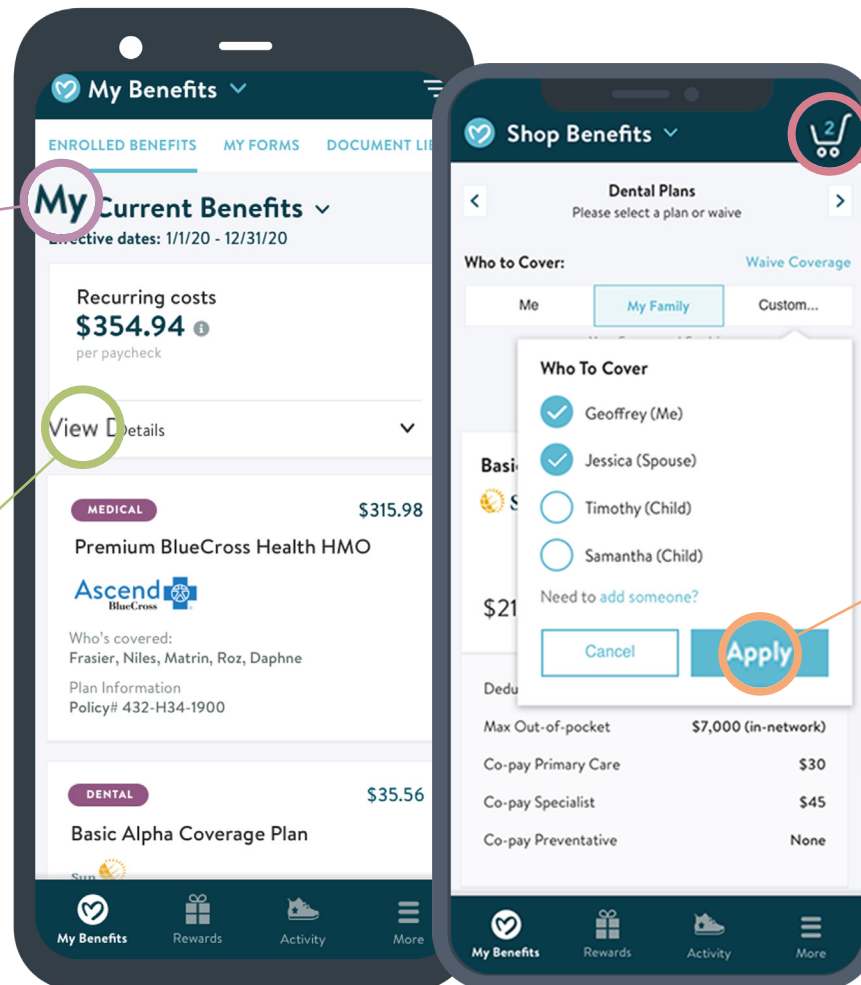 My Benefits
ENROLLED BENEFITS MY FORMS DOCUMENT
My Current Benefits
Effective dates: 1/1/20 - 12/31/20
Recurring costs
$354.94
per paycheck
View Details
MEDICAL $315.98
Premium BlueCross Health HMO
Ascend
BlueCross
Who's covered:
Frasier, Niles, Matrin, Roz, Daphne
Plan Information
Policy# 432-H34-1900
DENTAL $35.56
Basic Alpha Coverage Plan
Sun
My Benefits Rewards Activity More
Shop Benefits 2
Dental Plans
Please select a plan or waive
Who to Cover: Waive Coverage
Me My Family Custom...
Who To Cover
Geoffrey (Me)
Jessica (Spouse)
Timothy (Child)
Samantha (Child)
Need to add someone?
Cancel Apply
Basi
S
$21
Dedu
Max Out-of-pocket $7,000 (in-network)
Co-pay Primary Care $30
Co-pay Specialist $45
Co-pay Preventative None
My Benefits Rewards Activity More